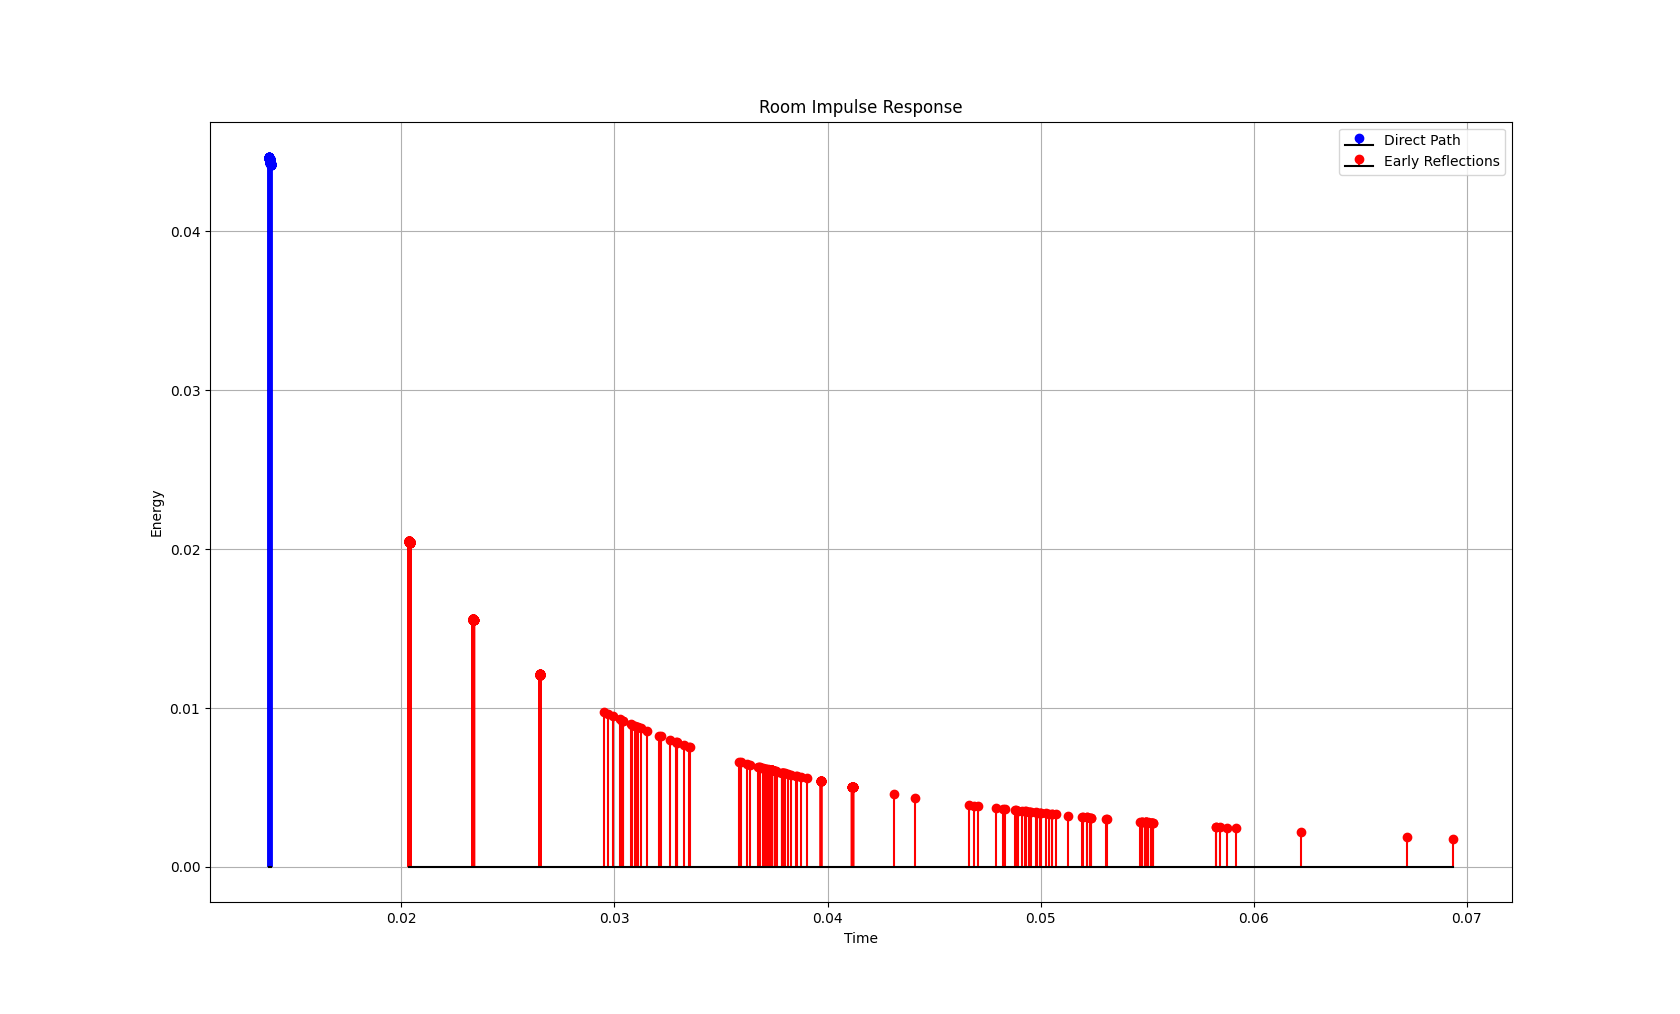 Room Impulse Response
Direct Path
Early Reflections
Energy
0.04
0.03
0.02
0.01
0.00
0.02 0.03 0.04 0.05 0.06 0.07
Time